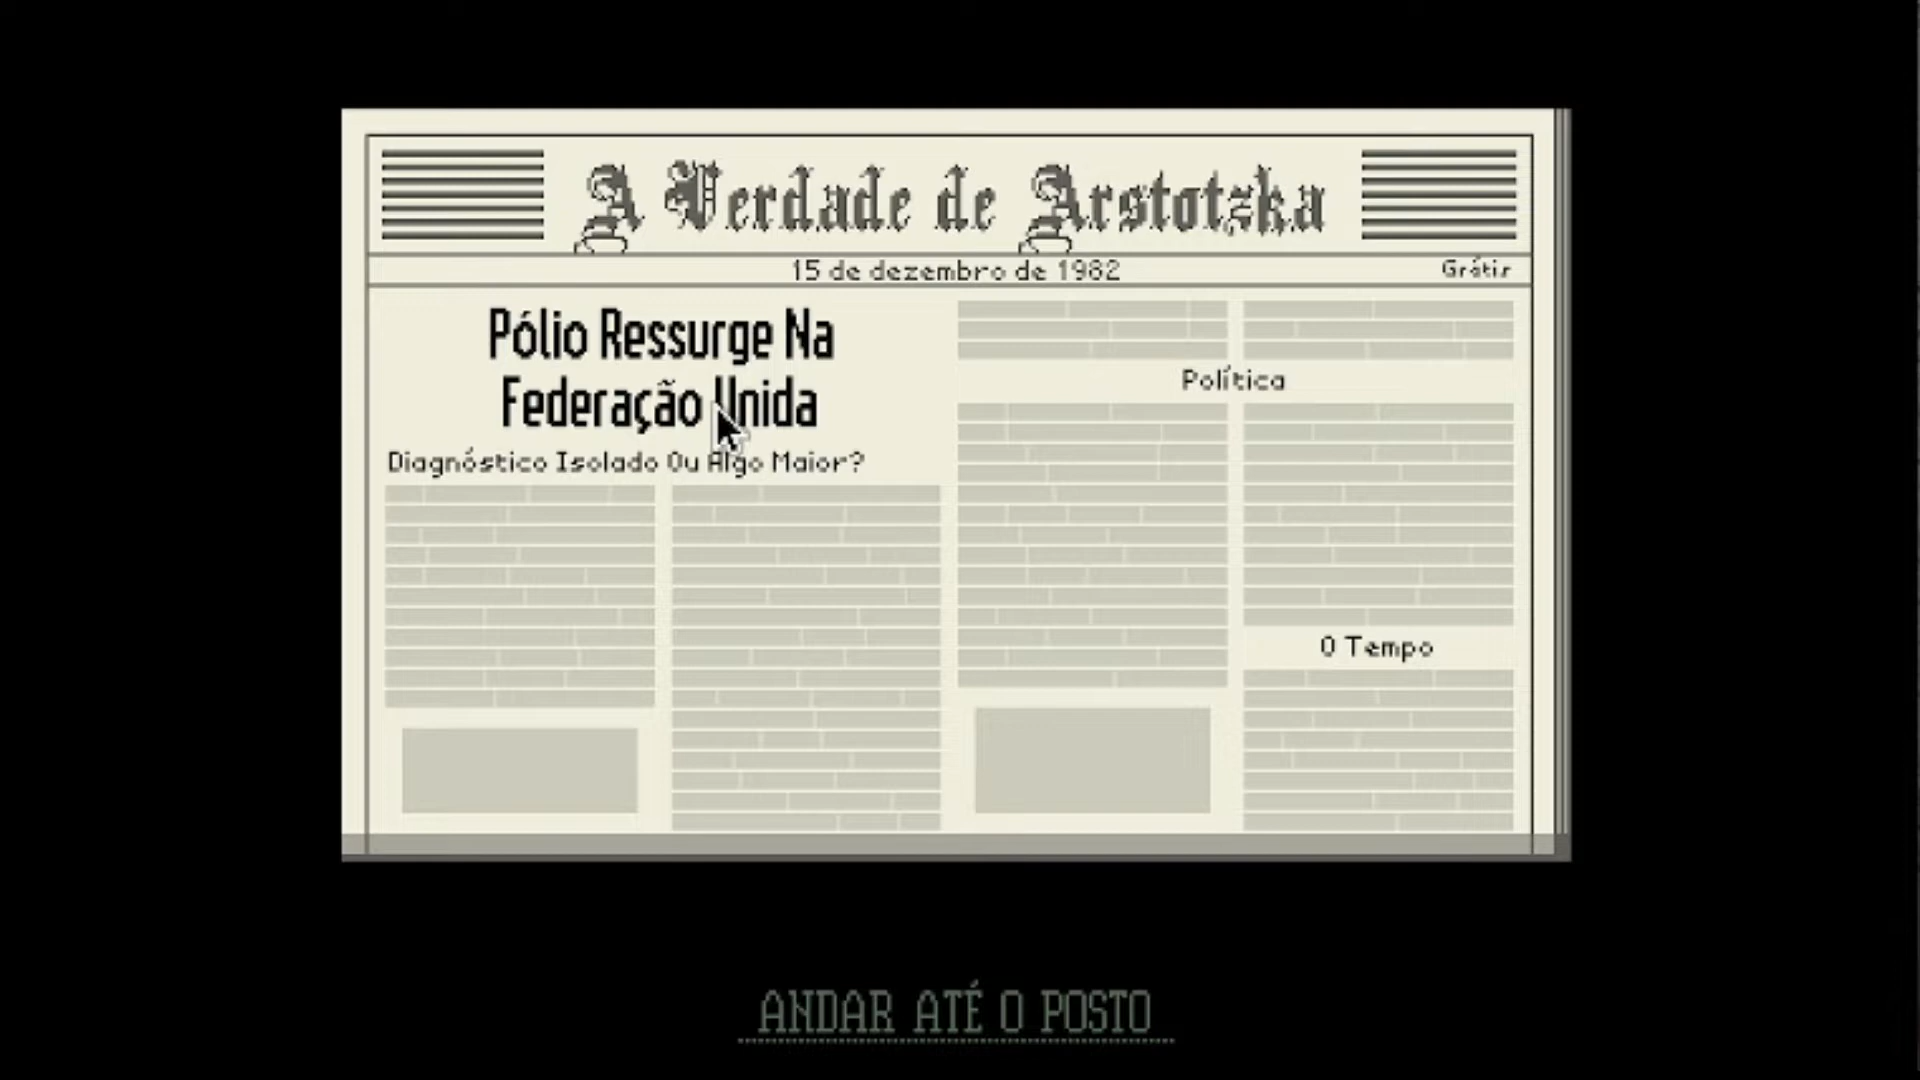 A Verdade de Arstotzka
15 de dezembro de 1982
Grátis
Pólio Ressurge Na
Federação Unida
Diagnóstico Isolado Ou Algo Maior?
Política
O Tempo
ANDAR ATÉ O POSTO